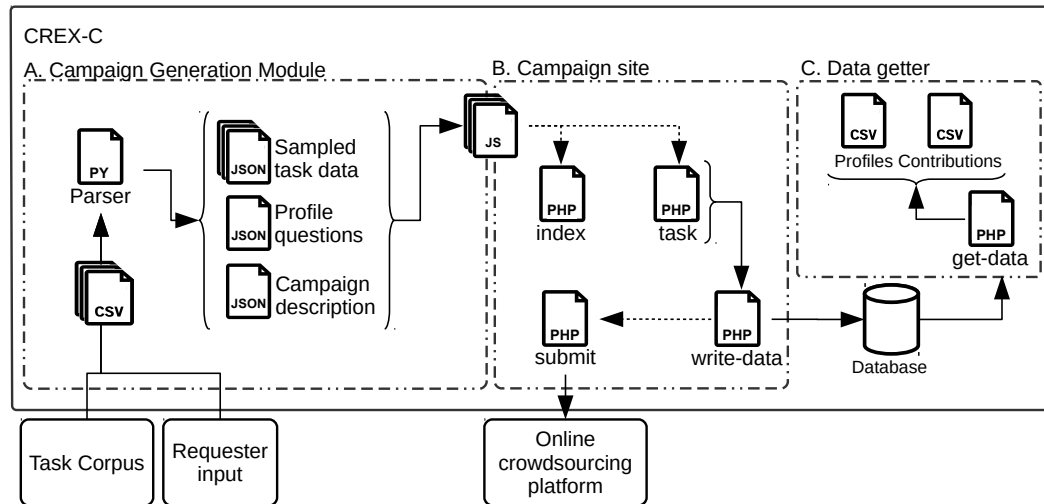 CREX-C
A. Campaign Generation Module
B. Campaign site
C. Data getter
PY
Parser
CSV
JSON
Sampled
task data
JSON
Profile
questions
JSON
Campaign
description
JS
PHP
index
PHP
task
PHP
submit
PHP
write-data
CSV
CSV
Profiles Contributions
PHP
get-data
Database
Task Corpus
Requester
input
Online
crowdsourcing
platform